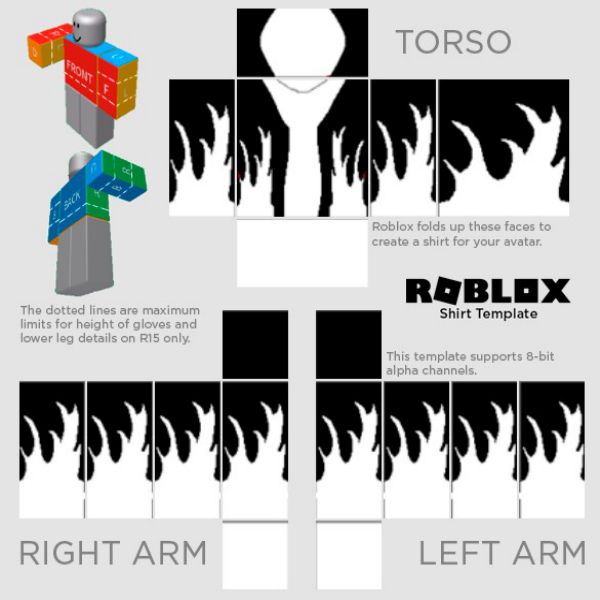 TORSO
FRONT
F
BACK
Roblox folds up these faces to
create a shirt for your avatar.
ROBLOX
Shirt Template
The dotted lines are maximum
limits for height of gloves and
lower leg details on R15 only.
This template supports 8-bit
alpha channels.
RIGHT ARM
LEFT ARM